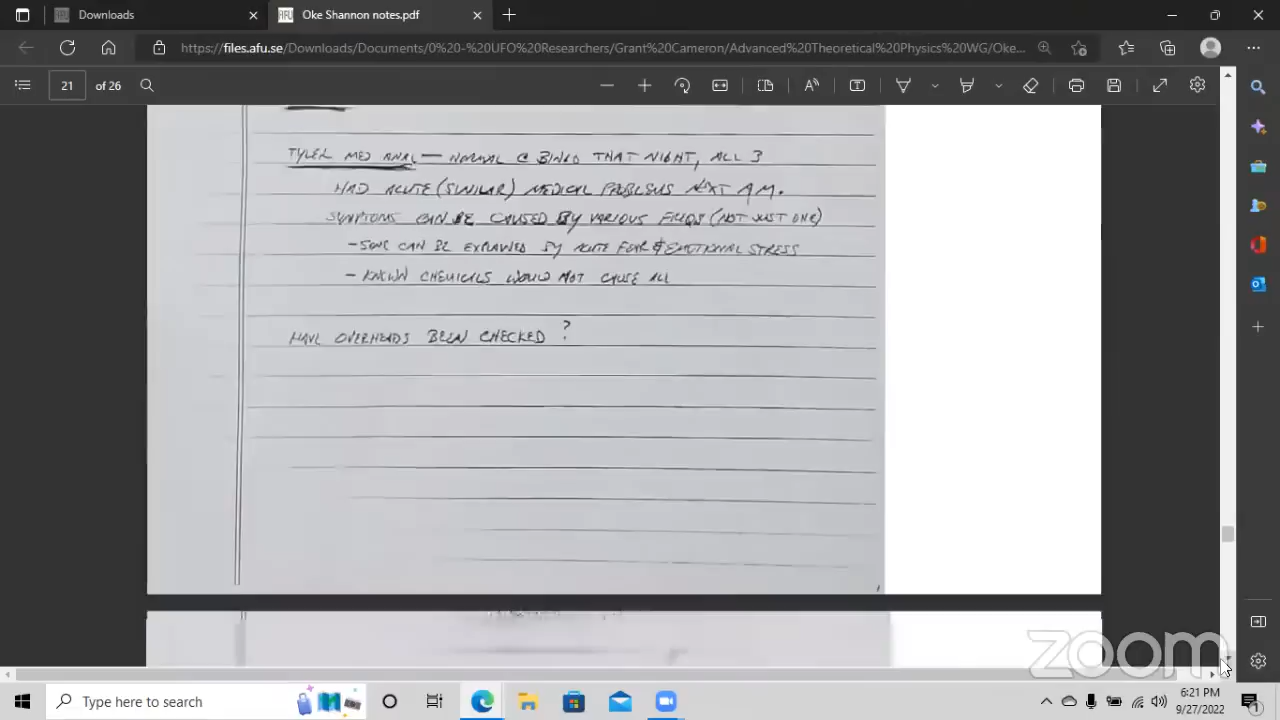 Downloads
Oke Shannon notes.pdf
https://files.afu.se/Downloads/Documents/0%20-%20UFO%20Researchers/Grant%20Cameron/Advanced%20Theoretical%20Physics%20WG/Oke...
21 of 26
TYLER MED ANAL — NORMAL @ BINGO THAT NIGHT, ALL 3
HAD ACUTE (SIMILAR) MEDICAL PROBLEMS NEXT AM.
SYMPTOMS CAN BE CAUSED BY VARIOUS (NOT JUST ONE)
- SOME CAN BE EXPLAINED BY ACUTE FEAR & EMOTIONAL STRESS
- KNOWN CHEMICALS WOULD NOT CAUSE ALL
HAVE OVERHEADS BEEN CHECKED ?
zoom
Type here to search
6:21 PM
9/27/2022